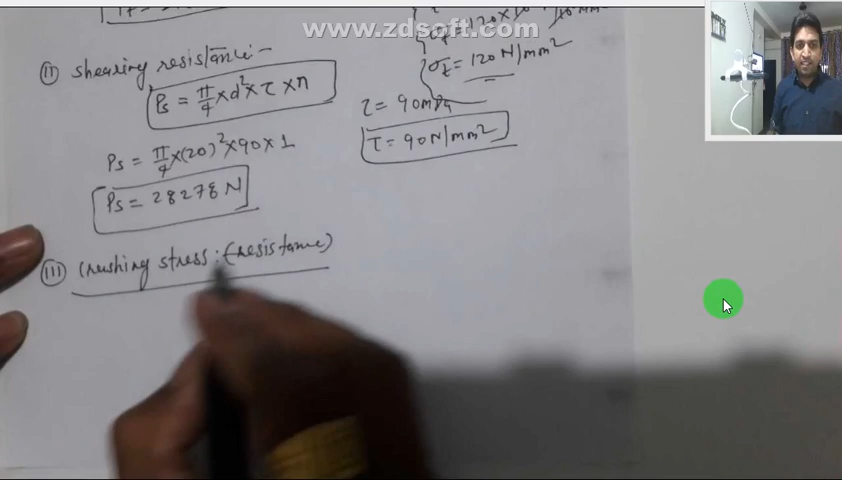 www.zdsoft.com
σt = 120 N/mm²
(ii) shearing resistance:-
Ps = π/4 × d² × τ × n
τ = 90 MPa
τ = 90 N/mm²
Ps = π/4 × (20)² × 90 × 1
Ps = 28278 N
(iii) Crushing stress:- (resistance)